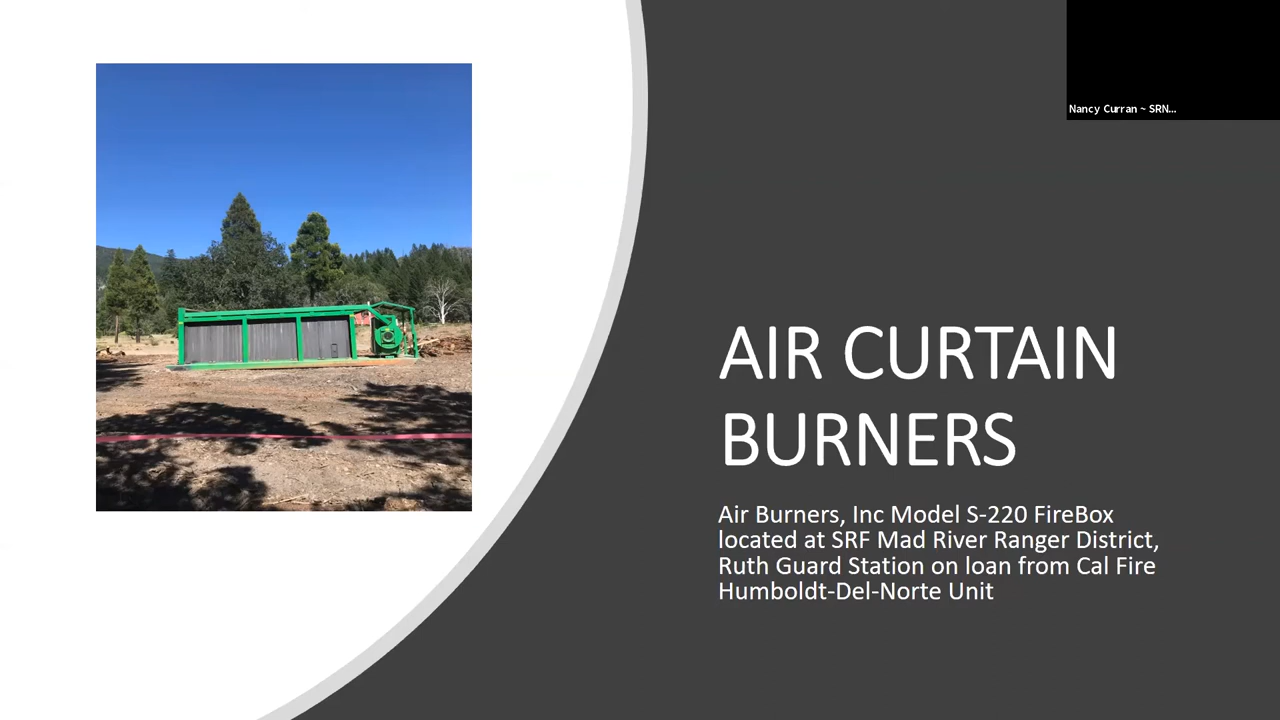 Nancy Curran ~ SRN...
AIR CURTAIN
BURNERS
Air Burners, Inc Model S-220 FireBox
located at SRF Mad River Ranger District,
Ruth Guard Station on loan from Cal Fire
Humboldt-Del-Norte Unit